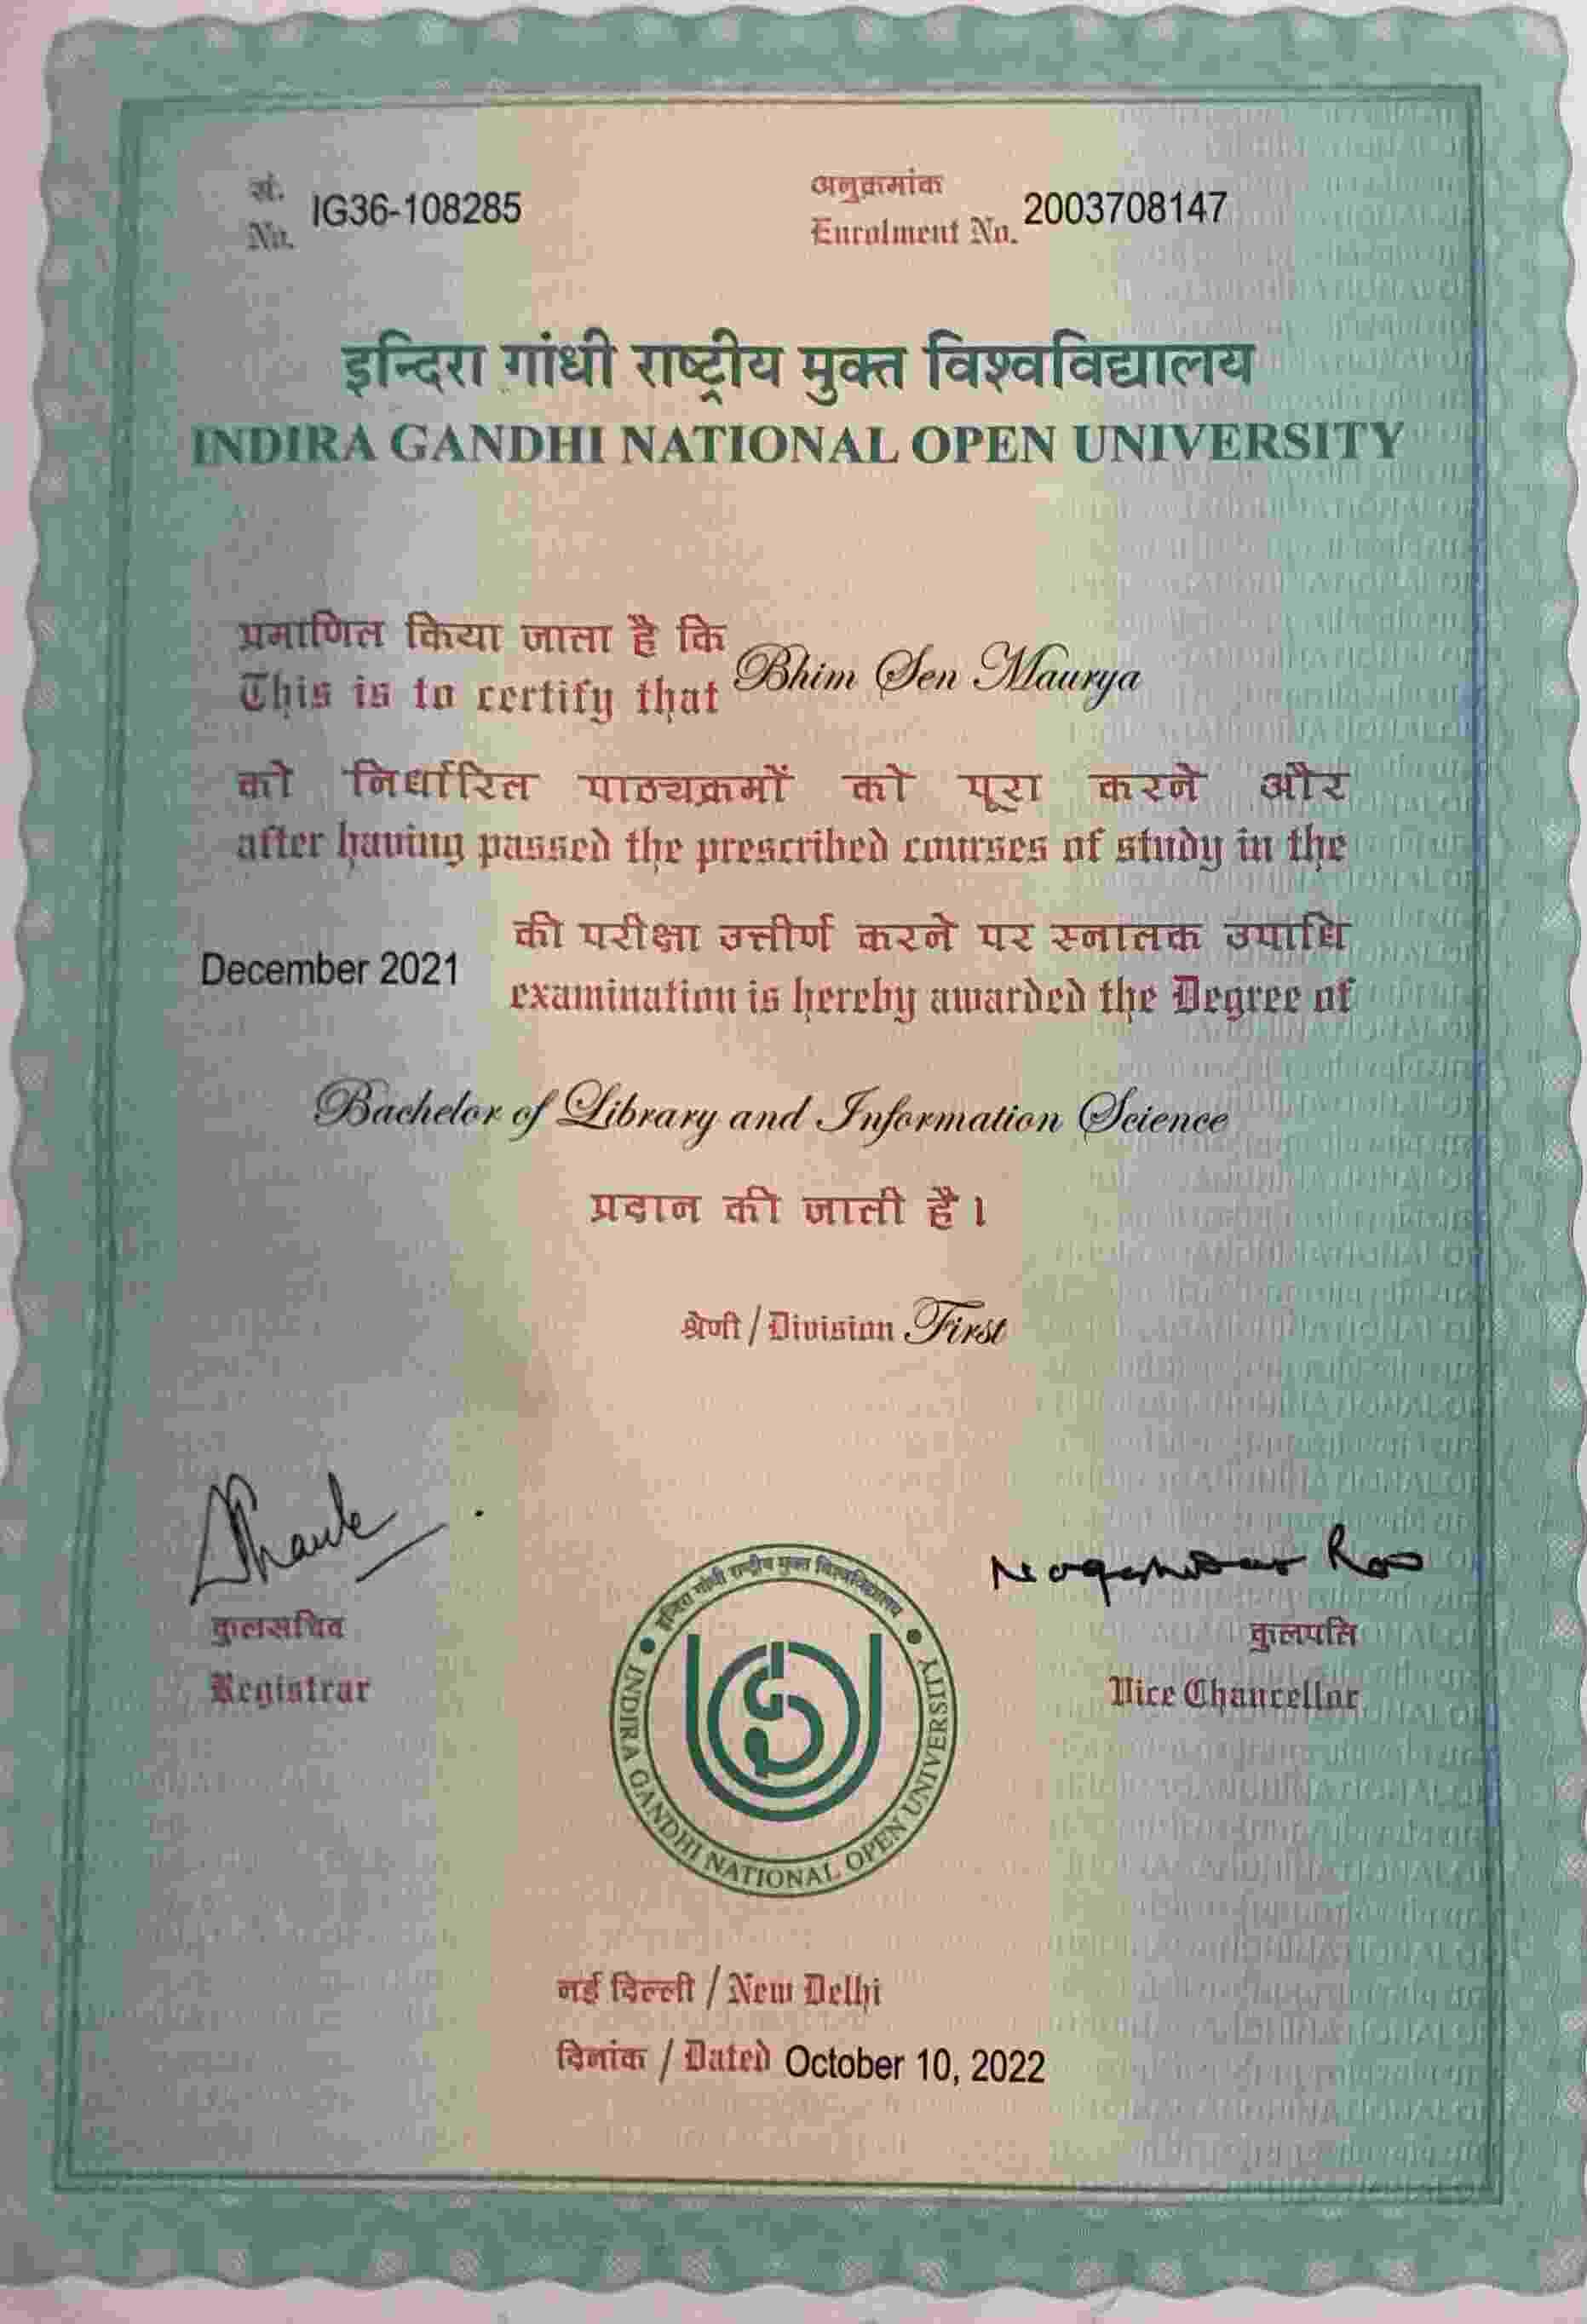 सं.
No. IG36-108285
अनुक्रमांक
Enrolment No. 2003708147
इन्दिरा गांधी राष्ट्रीय मुक्त विश्वविद्यालय
INDIRA GANDHI NATIONAL OPEN UNIVERSITY
प्रमाणित किया जाता है कि
This is to certify that Bhim Sen Maurya
को निर्धारित पाठ्यक्रमों को पूरा करने और
after having passed the prescribed courses of study in the
की परीक्षा उत्तीर्ण करने पर स्नातक उपाधि
December 2021
examination is hereby awarded the Degree of
Bachelor of Library and Information Science
प्रदान की जाती है।
श्रेणी / Division First
Nageshwar Rao
कुलसचिव
Registrar
कुलपति
Vice Chancellor
इन्दिरा गांधी राष्ट्रीय मुक्त विश्वविद्यालय
INDIRA GANDHI NATIONAL OPEN UNIVERSITY
नई दिल्ली / New Delhi
दिनांक / Dated October 10, 2022